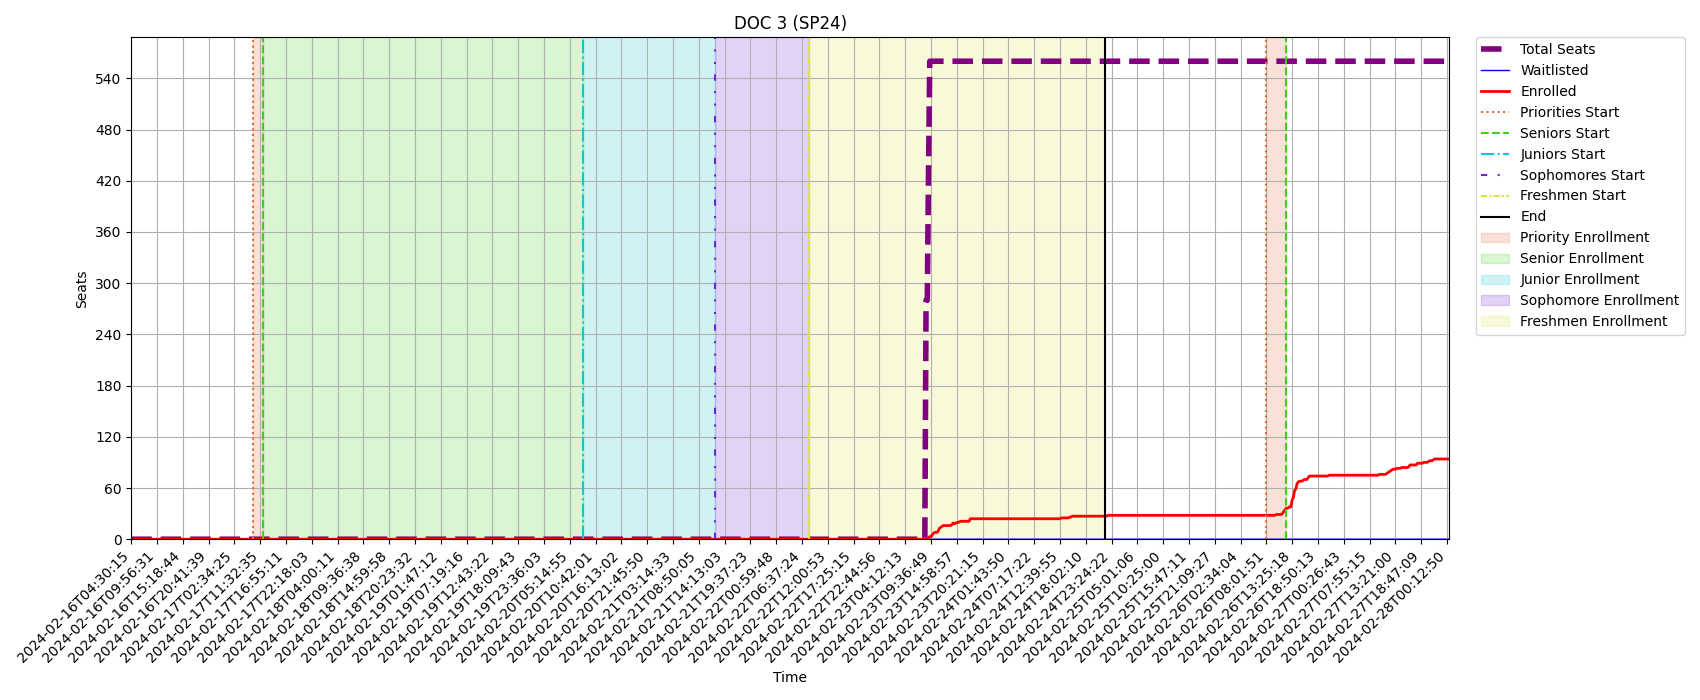 DOC 3 (SP24)
Seats
540
480
420
360
300
240
180
120
60
0
2024-02-16T04:30:15
2024-02-16T09:56:31
2024-02-16T15:18:44
2024-02-16T20:41:39
2024-02-17T02:34:25
2024-02-17T11:32:35
2024-02-17T16:55:11
2024-02-17T22:18:03
2024-02-18T04:00:11
2024-02-18T09:36:38
2024-02-18T14:59:58
2024-02-18T20:23:32
2024-02-19T01:47:12
2024-02-19T07:19:16
2024-02-19T12:43:22
2024-02-19T18:09:43
2024-02-19T23:36:03
2024-02-20T05:14:55
2024-02-20T10:42:01
2024-02-20T16:13:02
2024-02-20T21:45:50
2024-02-21T03:14:33
2024-02-21T08:50:05
2024-02-21T14:13:03
2024-02-21T19:37:23
2024-02-22T00:59:48
2024-02-22T06:37:24
2024-02-22T12:00:53
2024-02-22T17:25:15
2024-02-22T22:44:56
2024-02-23T04:12:13
2024-02-23T09:36:49
2024-02-23T14:58:57
2024-02-23T20:21:15
2024-02-24T01:43:50
2024-02-24T07:17:22
2024-02-24T12:39:55
2024-02-24T18:02:10
2024-02-24T23:24:22
2024-02-25T05:01:06
2024-02-25T10:25:00
2024-02-25T15:47:11
2024-02-25T21:09:27
2024-02-26T02:34:04
2024-02-26T08:01:51
2024-02-26T13:25:18
2024-02-26T18:50:13
2024-02-27T00:26:43
2024-02-27T07:55:15
2024-02-27T13:21:00
2024-02-27T18:47:09
2024-02-28T00:12:50
Time
Total Seats
Waitlisted
Enrolled
Priorities Start
Seniors Start
Juniors Start
Sophomores Start
Freshmen Start
End
Priority Enrollment
Senior Enrollment
Junior Enrollment
Sophomore Enrollment
Freshmen Enrollment